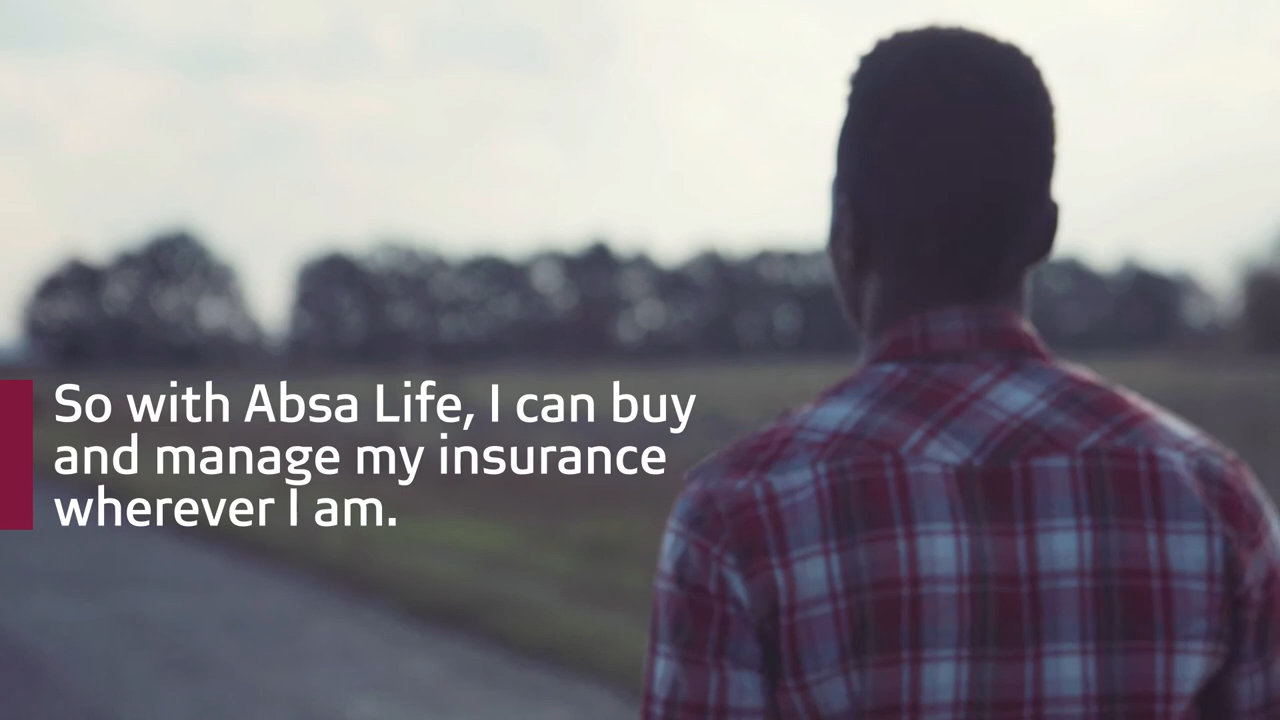 So with Absa Life, I can buy
and manage my insurance
wherever I am.